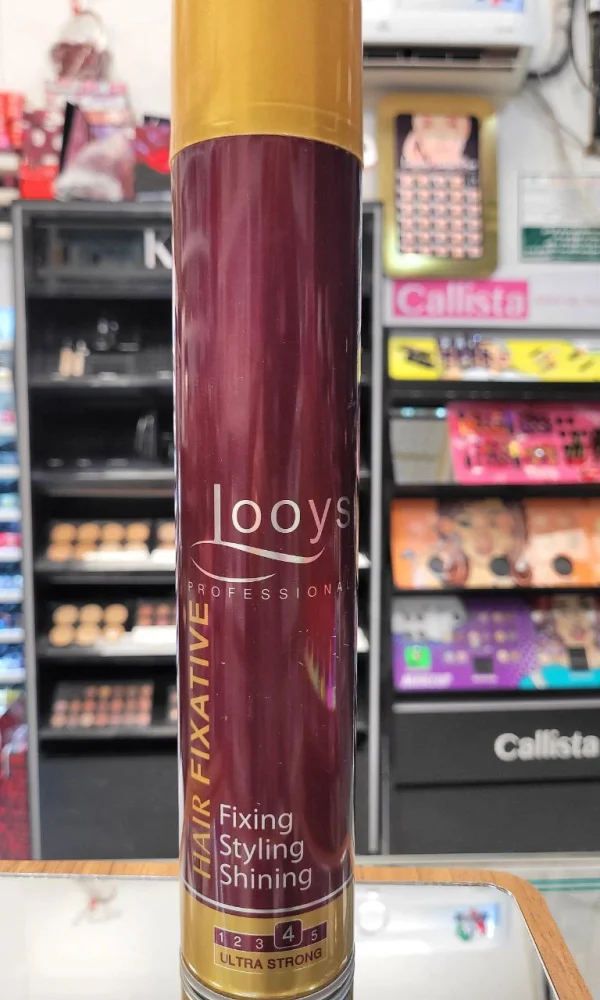 Looys
PROFESSIONAL
HAIR FIXATIVE
Fixing
Styling
Shining
1 2 3 4 5
ULTRA STRONG
Callista
Callista